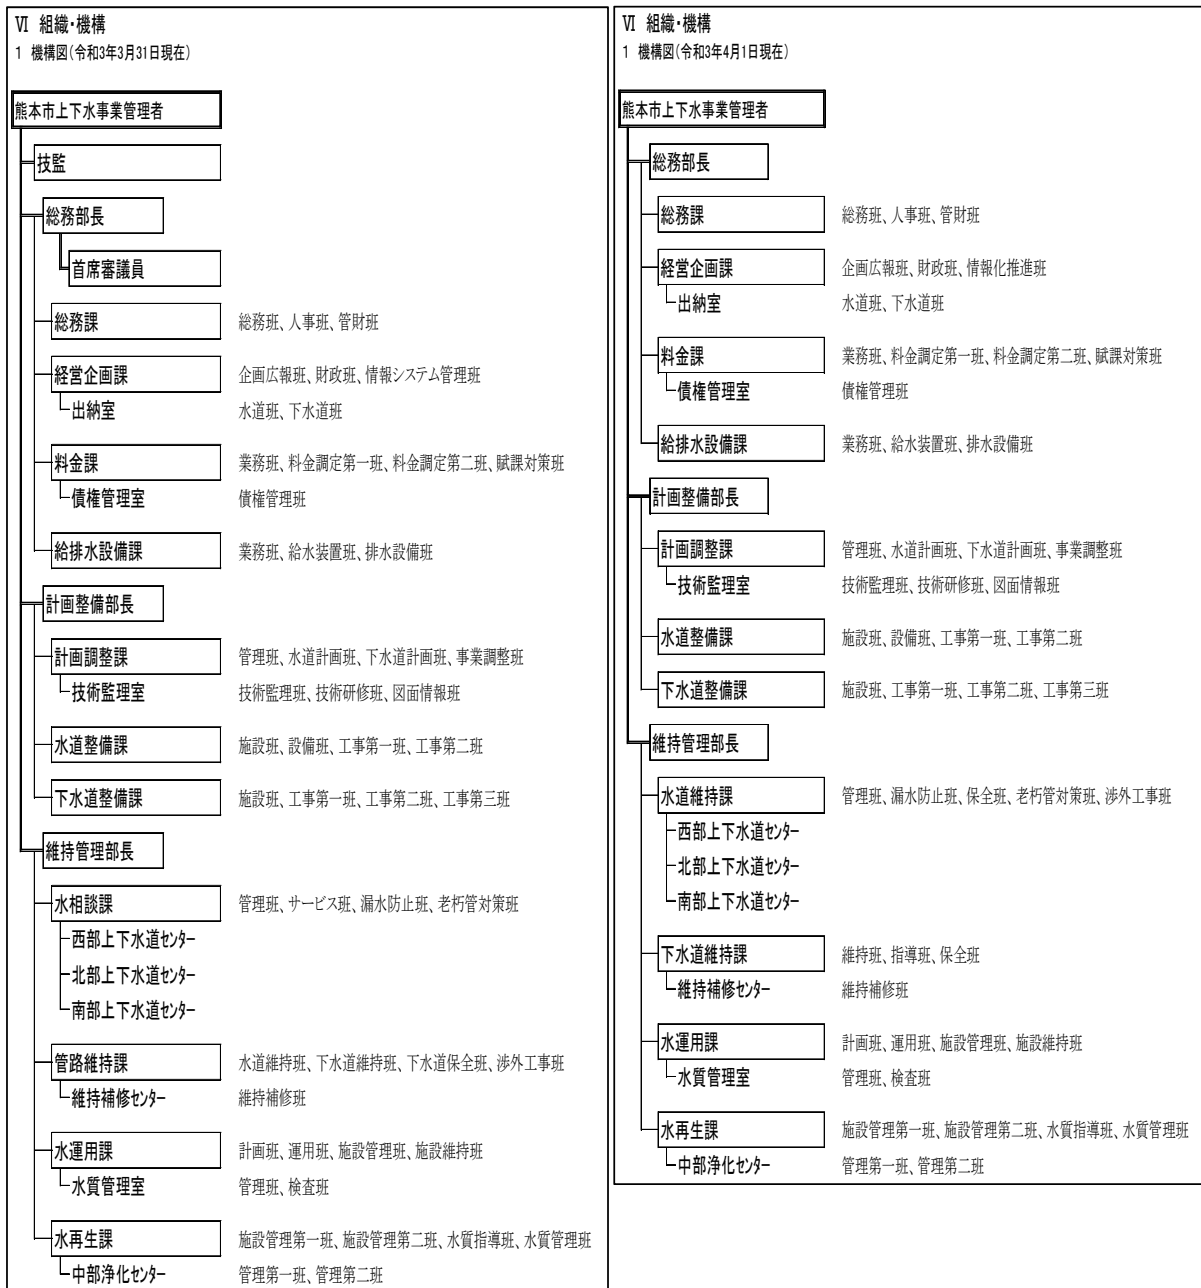 Ⅵ 組織・機構
1 機構図(令和3年3月31日現在)
熊本市上下水事業管理者
技監
総務部長
首席審議員
総務課 総務班、人事班、管財班
経営企画課 企画広報班、財政班、情報システム管理班
出納室 水道班、下水道班
料金課 業務班、料金調定第一班、料金調定第二班、賦課対策班
債権管理室 債権管理班
給排水設備課 業務班、給水装置班、排水設備班
計画整備部長
計画調整課 管理班、水道計画班、下水道計画班、事業調整班
技術監理室 技術監理班、技術研修班、図面情報班
水道整備課 施設班、設備班、工事第一班、工事第二班
下水道整備課 施設班、工事第一班、工事第二班、工事第三班
維持管理部長
水相談課 管理班、サービス班、漏水防止班、老朽管対策班
西部上下水道センター
北部上下水道センター
南部上下水道センター
管路維持課 水道維持班、下水道維持班、下水道保全班、渉外工事班
維持補修センター 維持補修班
水運用課 計画班、運用班、施設管理班、施設維持班
水質管理室 管理班、検査班
水再生課 施設管理第一班、施設管理第二班、水質指導班、水質管理班
中部浄化センター 管理第一班、管理第二班
Ⅵ 組織・機構
1 機構図(令和3年4月1日現在)
熊本市上下水事業管理者
総務部長
総務課 総務班、人事班、管財班
経営企画課 企画広報班、財政班、情報化推進班
出納室 水道班、下水道班
料金課 業務班、料金調定第一班、料金調定第二班、賦課対策班
債権管理室 債権管理班
給排水設備課 業務班、給水装置班、排水設備班
計画整備部長
計画調整課 管理班、水道計画班、下水道計画班、事業調整班
技術監理室 技術監理班、技術研修班、図面情報班
水道整備課 施設班、設備班、工事第一班、工事第二班
下水道整備課 施設班、工事第一班、工事第二班、工事第三班
維持管理部長
水道維持課 管理班、漏水防止班、保全班、老朽管対策班、渉外工事班
西部上下水道センター
北部上下水道センター
南部上下水道センター
下水道維持課 維持班、指導班、保全班
維持補修センター 維持補修班
水運用課 計画班、運用班、施設管理班、施設維持班
水質管理室 管理班、検査班
水再生課 施設管理第一班、施設管理第二班、水質指導班、水質管理班
中部浄化センター 管理第一班、管理第二班